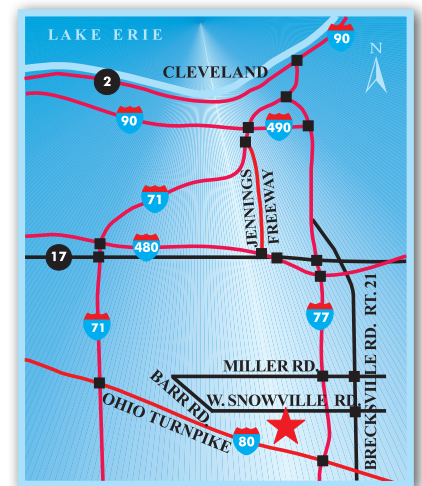 LAKE ERIE
90
N
CLEVELAND
2
90
490
JENNINGS
FREEWAY
71
480
17
71
77
BRECKSVILLE RD. RT. 21
MILLER RD.
BARR RD.
W. SNOWVILLE RD.
OHIO TURNPIKE
80